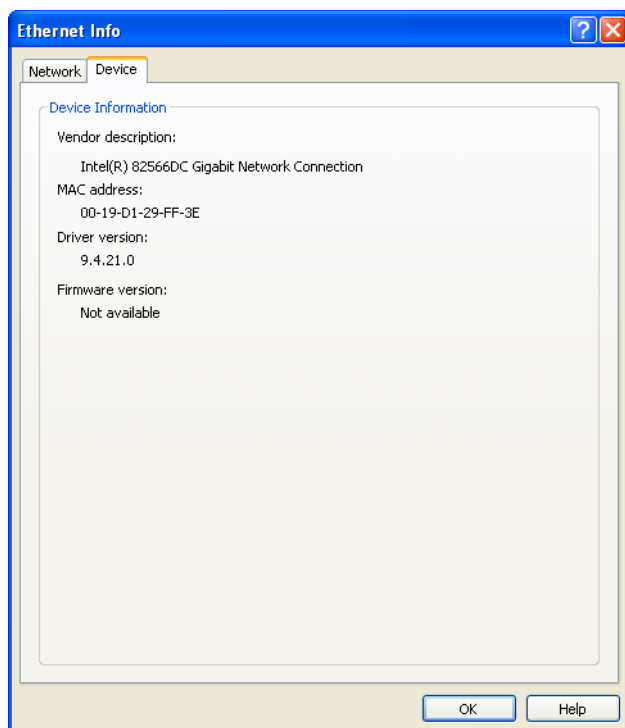 Ethernet Info
Network Device
Device Information
Vendor description:
Intel(R) 82566DC Gigabit Network Connection
MAC address:
00-19-D1-29-FF-3E
Driver version:
9.4.21.0
Firmware version:
Not available
OK Help